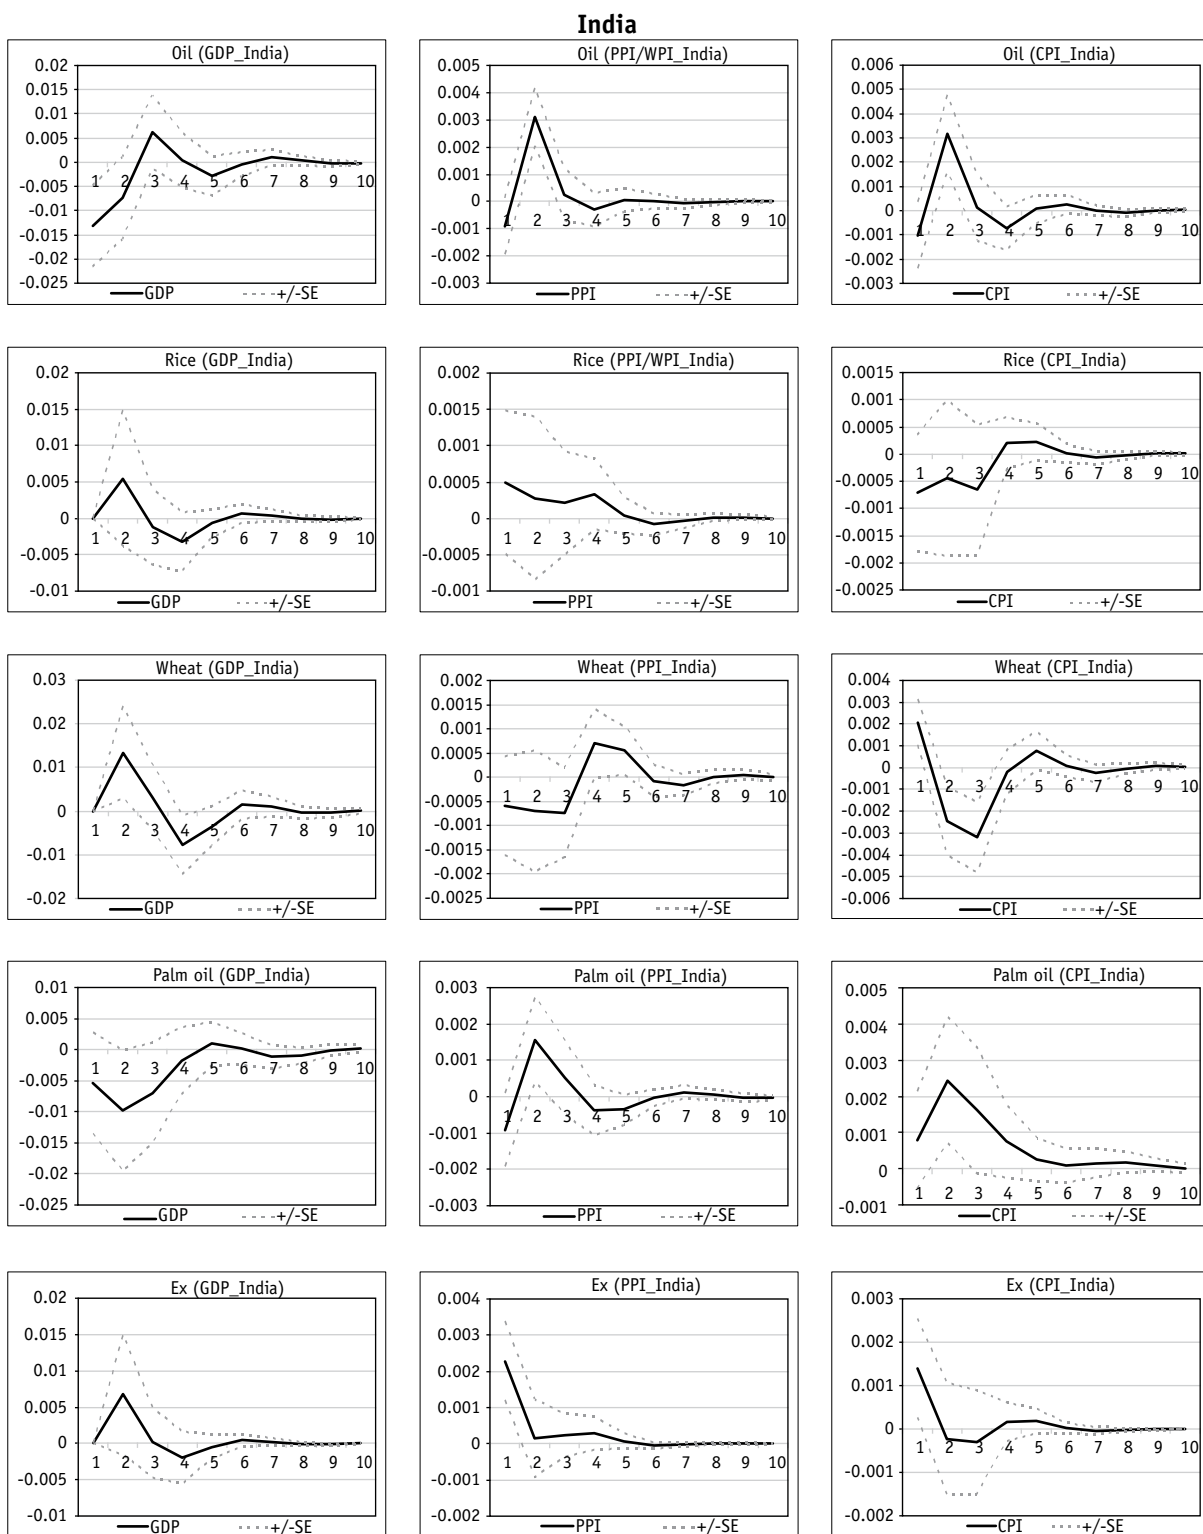 India
Oil (GDP_India)
0.02
0.015
0.01
0.005
0
-0.005
-0.01
-0.015
-0.02
-0.025
1 2 3 4 5 6 7 8 9 10
GDP +/-SE
Oil (PPI/WPI_India)
0.005
0.004
0.003
0.002
0.001
0
-0.001
-0.002
-0.003
1 2 3 4 5 6 7 8 9 10
PPI +/-SE
Oil (CPI_India)
0.006
0.005
0.004
0.003
0.002
0.001
0
-0.001
-0.002
-0.003
1 2 3 4 5 6 7 8 9 10
CPI +/-SE
Rice (GDP_India)
0.02
0.015
0.01
0.005
0
-0.005
-0.01
1 2 3 4 5 6 7 8 9 10
GDP +/-SE
Rice (PPI/WPI_India)
0.002
0.0015
0.001
0.0005
0
-0.0005
-0.001
1 2 3 4 5 6 7 8 9 10
PPI +/-SE
Rice (CPI_India)
0.0015
0.001
0.0005
0
-0.0005
-0.001
-0.0015
-0.002
-0.0025
1 2 3 4 5 6 7 8 9 10
CPI +/-SE
Wheat (GDP_India)
0.03
0.02
0.01
0
-0.01
-0.02
1 2 3 4 5 6 7 8 9 10
GDP +/-SE
Wheat (PPI_India)
0.002
0.0015
0.001
0.0005
0
-0.0005
-0.001
-0.0015
-0.002
-0.0025
1 2 3 4 5 6 7 8 9 10
PPI +/-SE
Wheat (CPI_India)
0.004
0.003
0.002
0.001
0
-0.001
-0.002
-0.003
-0.004
-0.005
-0.006
1 2 3 4 5 6 7 8 9 10
CPI +/-SE
Palm oil (GDP_India)
0.01
0.005
0
-0.005
-0.01
-0.015
-0.02
-0.025
1 2 3 4 5 6 7 8 9 10
GDP +/-SE
Palm oil (PPI_India)
0.003
0.002
0.001
0
-0.001
-0.002
-0.003
1 2 3 4 5 6 7 8 9 10
PPI +/-SE
Palm oil (CPI_India)
0.005
0.004
0.003
0.002
0.001
0
-0.001
1 2 3 4 5 6 7 8 9 10
CPI +/-SE
Ex (GDP_India)
0.02
0.015
0.01
0.005
0
-0.005
-0.01
1 2 3 4 5 6 7 8 9 10
GDP +/-SE
Ex (PPI_India)
0.004
0.003
0.002
0.001
0
-0.001
-0.002
1 2 3 4 5 6 7 8 9 10
PPI +/-SE
Ex (CPI_India)
0.003
0.002
0.001
0
-0.001
-0.002
1 2 3 4 5 6 7 8 9 10
CPI +/-SE